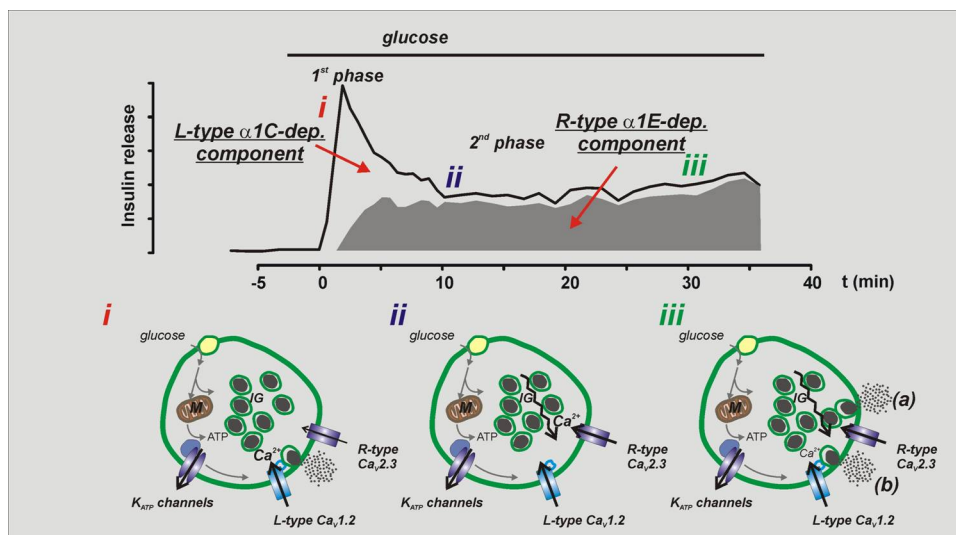 glucose
1st phase
i
L-type α1C-dep.
component
2nd phase
R-type α1E-dep.
component
ii
iii
Insulin release
-5 0 10 20 30 40 t (min)
i
ii
iii
glucose
IG
M
ATP
Ca2+
R-type
Cav2.3
KATP channels
L-type Cav1.2
glucose
IG
M
Ca2+
ATP
R-type
Cav2.3
KATP channels
L-type Cav1.2
glucose
(a)
IG
M
ATP
Ca2+
R-type
Cav2.3
(b)
KATP channels
L-type Cav1.2